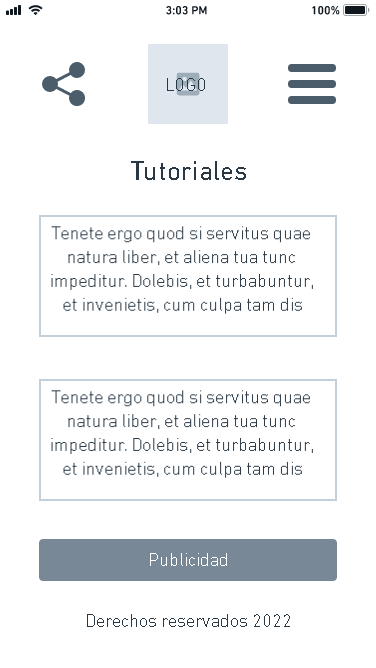 3:03 PM 100%
LOGO
Tutoriales
Tenete ergo quod si servitus quae
natura liber, et aliena tua tunc
impeditur. Dolebis, et turbabuntur,
et invenietis, cum culpa tam dis
Tenete ergo quod si servitus quae
natura liber, et aliena tua tunc
impeditur. Dolebis, et turbabuntur,
et invenietis, cum culpa tam dis
Publicidad
Derechos reservados 2022